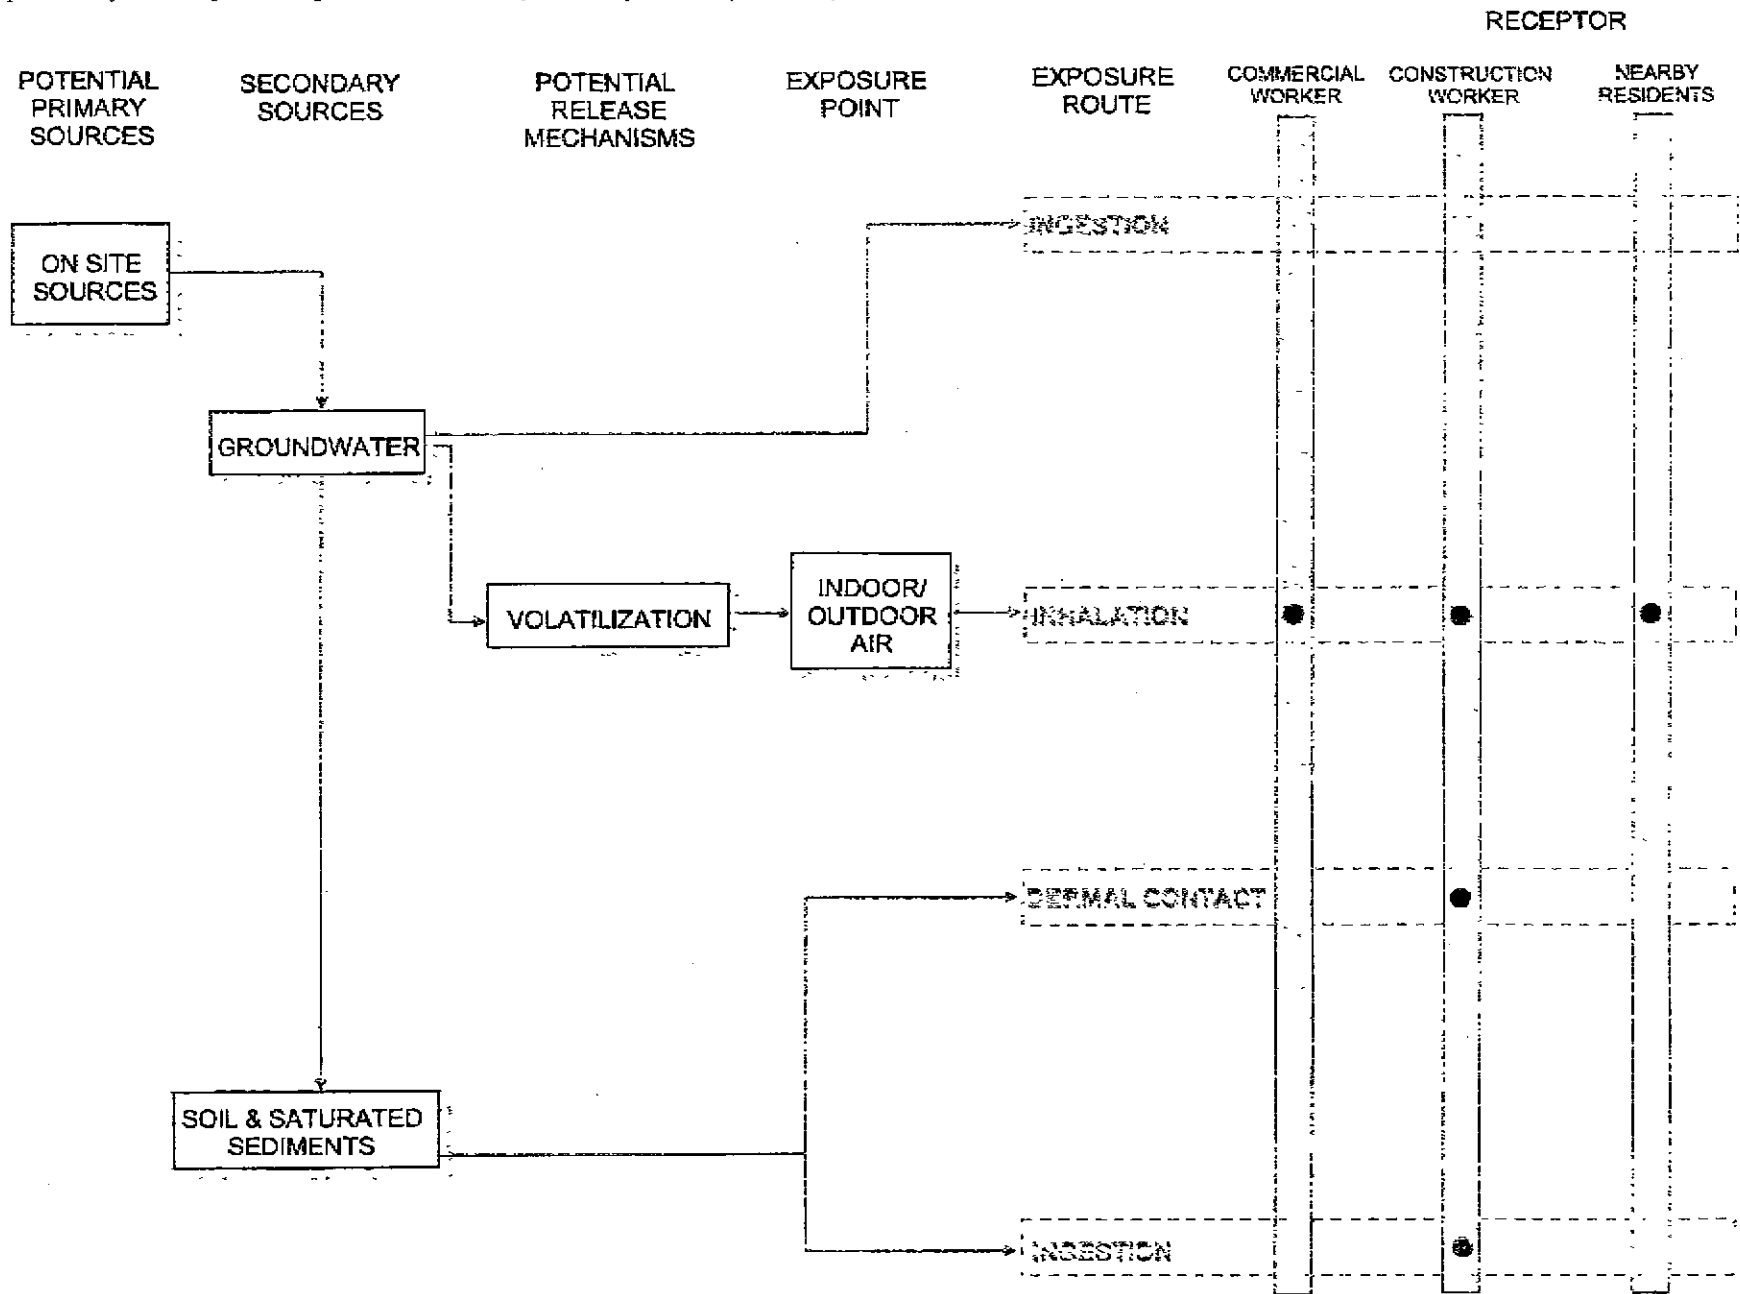 RECEPTOR
POTENTIAL
PRIMARY
SOURCES
SECONDARY
SOURCES
POTENTIAL
RELEASE
MECHANISMS
EXPOSURE
POINT
EXPOSURE
ROUTE
COMMERCIAL
WORKER
CONSTRUCTION
WORKER
NEARBY
RESIDENTS
INGESTION
ON SITE
SOURCES
GROUNDWATER
VOLATILIZATION
INDOOR/
OUTDOOR
AIR
INHALATION
DERMAL CONTACT
SOIL & SATURATED
SEDIMENTS
INGESTION